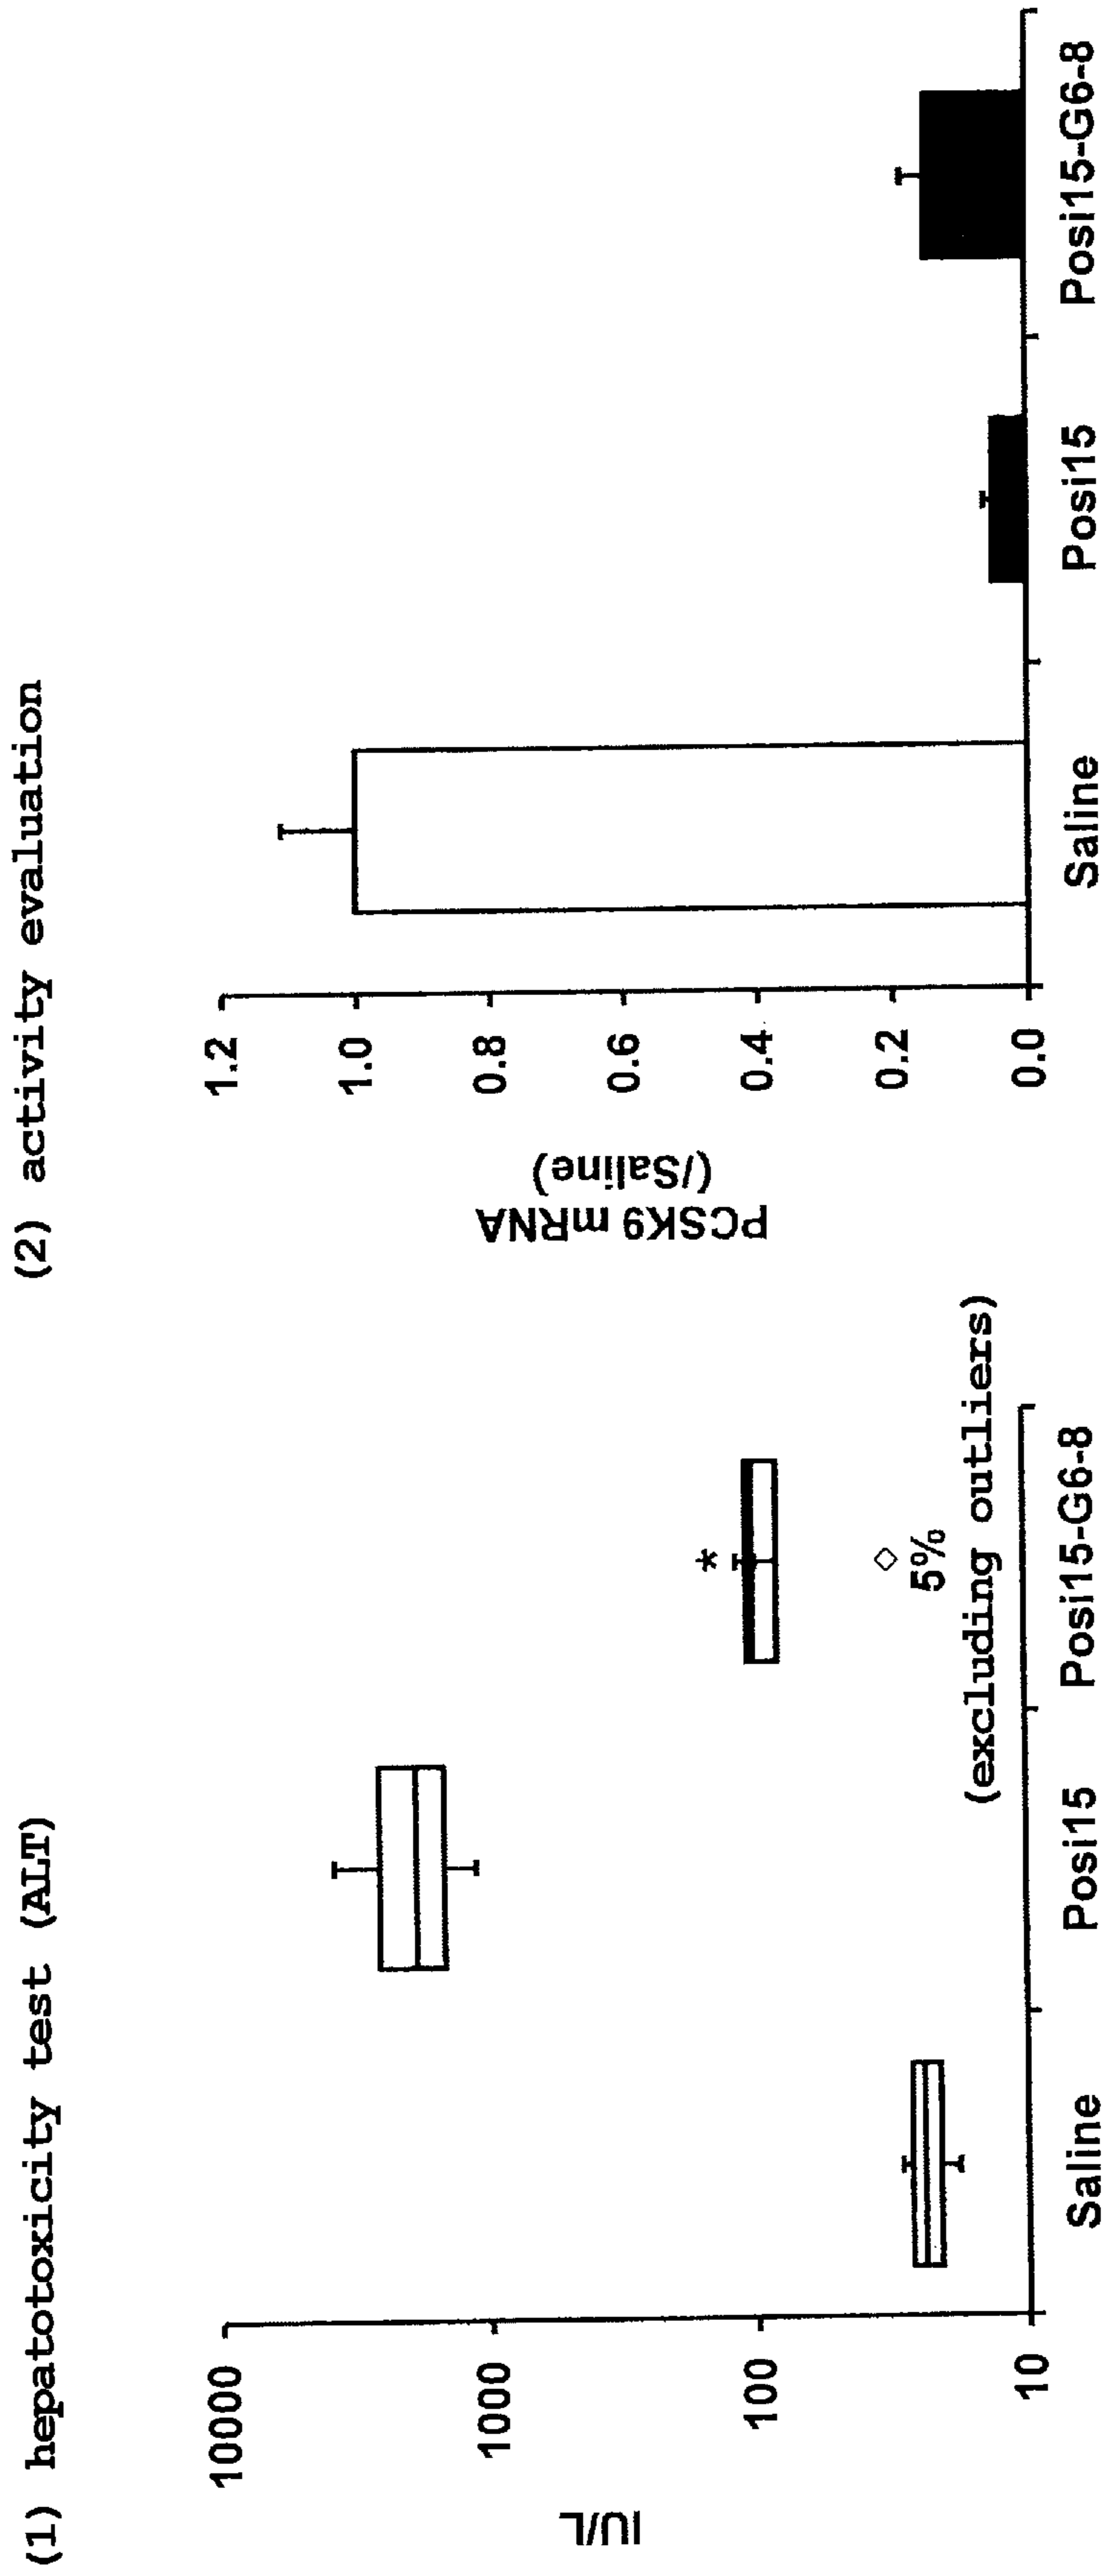 (1) hepatotoxicity test (ALT)
10000
1000
100
10
IU/L
*
5%
(excluding outliers)
Saline
Posi15
Posi15-G6-8
(2) activity evaluation
1.2
1.0
0.8
0.6
0.4
0.2
0.0
PCSK9 mRNA
(/Saline)
Saline
Posi15
Posi15-G6-8